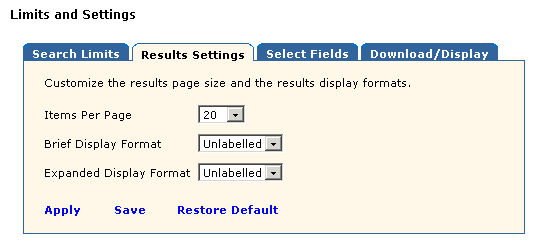 Limits and Settings
Search Limits Results Settings Select Fields Download/Display
Customize the results page size and the results display formats.
Items Per Page 20
Brief Display Format Unlabelled
Expanded Display Format Unlabelled
Apply Save Restore Default